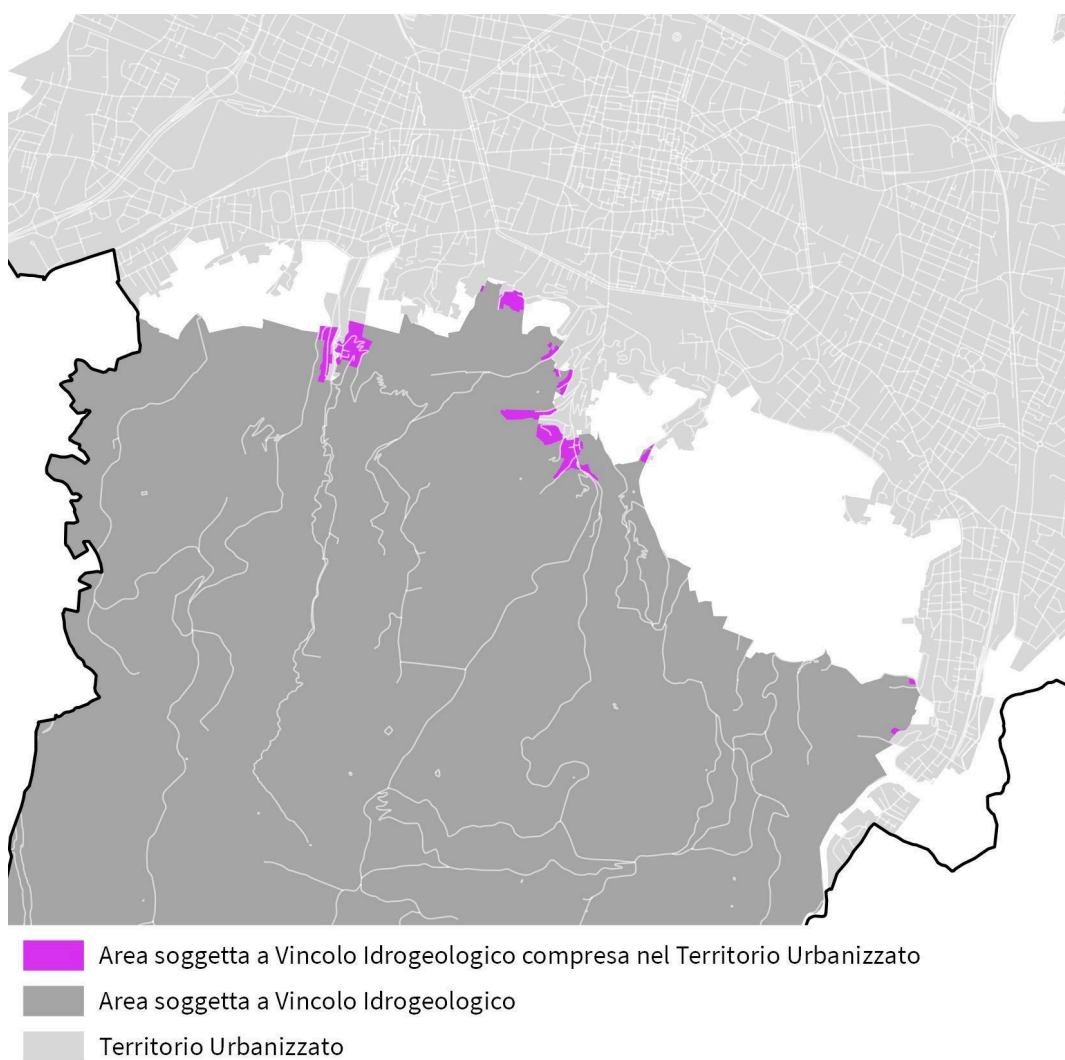 Area soggetta a Vincolo Idrogeologico compresa nel Territorio Urbanizzato
Area soggetta a Vincolo Idrogeologico
Territorio Urbanizzato